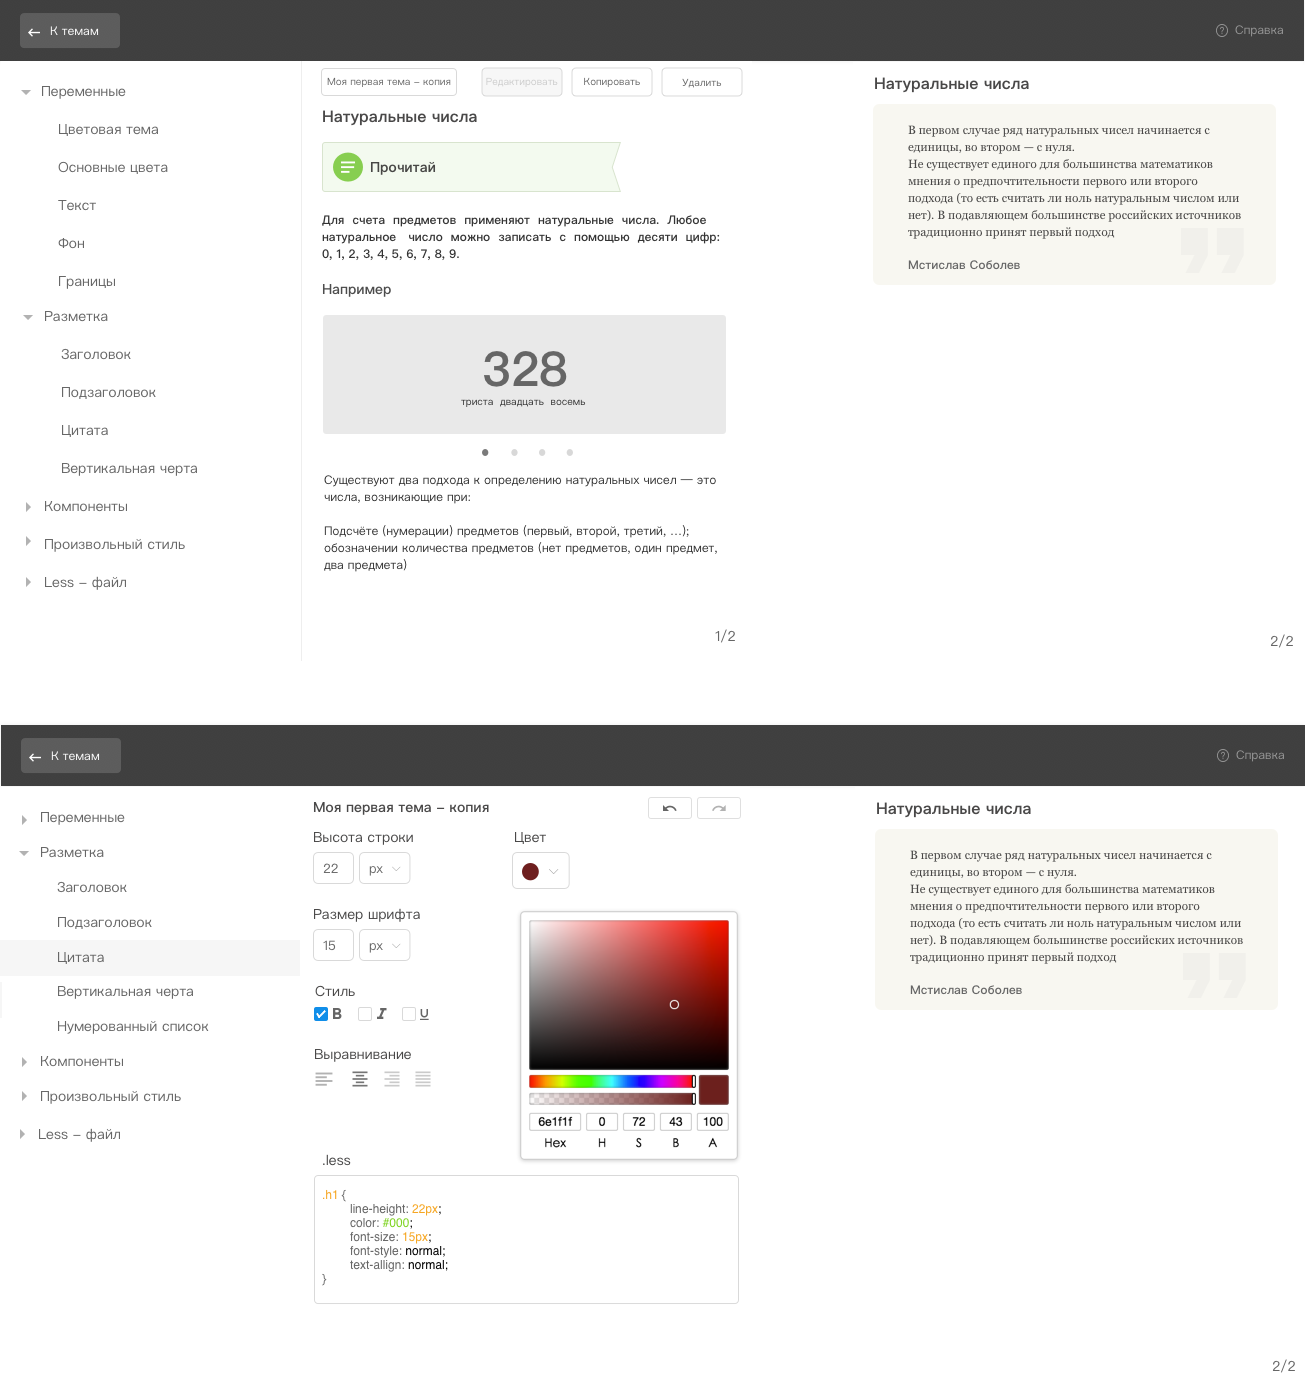 К темам
Справка
Переменные
Цветовая тема
Основные цвета
Текст
Фон
Границы
Разметка
Заголовок
Подзаголовок
Цитата
Вертикальная черта
Компоненты
Произвольный стиль
Less – файл
Моя первая тема – копия
Редактировать
Копировать
Удалить
Натуральные числа
Прочитай
Для счета предметов применяют натуральные числа. Любое
натуральное число можно записать с помощью десяти цифр:
0, 1, 2, 3, 4, 5, 6, 7, 8, 9.
Например
328
триста двадцать восемь
Существуют два подхода к определению натуральных чисел — это
числа, возникающие при:
Подсчёте (нумерации) предметов (первый, второй, третий, …);
обозначении количества предметов (нет предметов, один предмет,
два предмета)
1/2
Натуральные числа
В первом случае ряд натуральных чисел начинается с
единицы, во втором — с нуля.
Не существует единого для большинства математиков
мнения о предпочтительности первого или второго
подхода (то есть считать ли ноль натуральным числом или
нет). В подавляющем большинстве российских источников
традиционно принят первый подход
Мстислав Соболев
2/2
К темам
Справка
Переменные
Разметка
Заголовок
Подзаголовок
Цитата
Вертикальная черта
Нумерованный список
Компоненты
Произвольный стиль
Less – файл
Моя первая тема – копия
Высота строки
22
px
Цвет
Размер шрифта
15
px
Стиль
B
I
U
Выравнивание
6e1f1f 0 72 43 100
Hex H S B A
.less
.h1 {
line-height: 22px;
color: #000;
font-size: 15px;
font-style: normal;
text-allign: normal;
}
Натуральные числа
В первом случае ряд натуральных чисел начинается с
единицы, во втором — с нуля.
Не существует единого для большинства математиков
мнения о предпочтительности первого или второго
подхода (то есть считать ли ноль натуральным числом или
нет). В подавляющем большинстве российских источников
традиционно принят первый подход
Мстислав Соболев
2/2